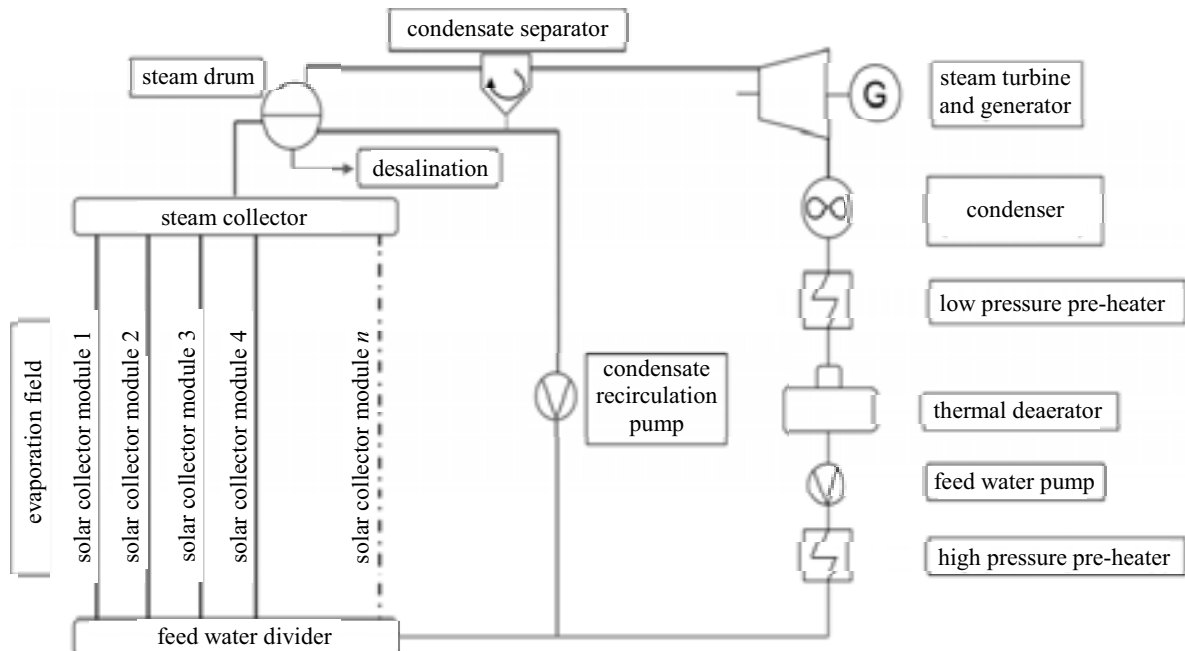 condensate separator
steam drum
G
steam turbine
and generator
desalination
steam collector
condenser
low pressure pre-heater
evaporation field
solar collector module 1
solar collector module 2
solar collector module 3
solar collector module 4
solar collector module n
condensate
recirculation
pump
thermal deaerator
feed water pump
high pressure pre-heater
feed water divider